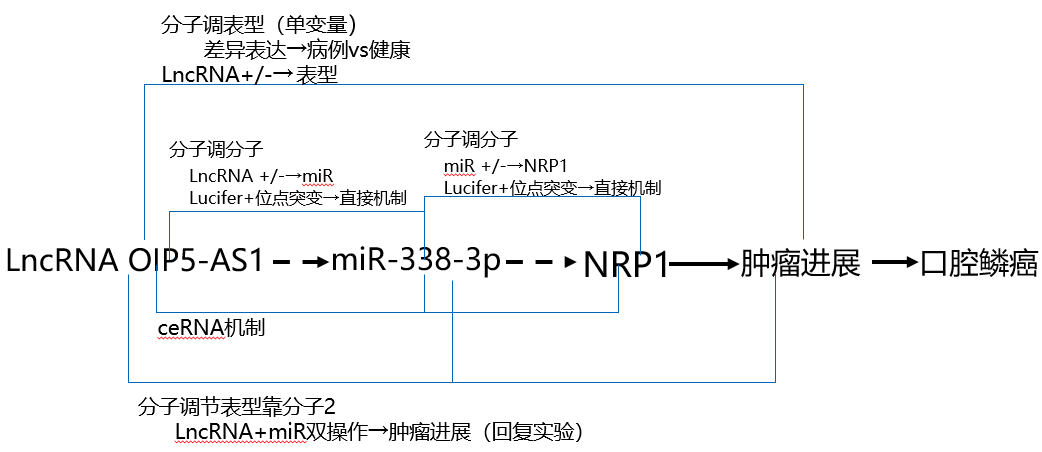 分子调表型（单变量）
差异表达→病例vs健康
LncRNA+/-→表型
分子调分子
LncRNA +/-→miR
Lucifer+位点突变→直接机制
分子调分子
miR +/-→NRP1
Lucifer+位点突变→直接机制
LncRNA OIP5-AS1 miR-338-3p NRP1 肿瘤进展 口腔鳞癌
ceRNA机制
分子调节表型靠分子2
LncRNA+miR双操作→肿瘤进展（回复实验）